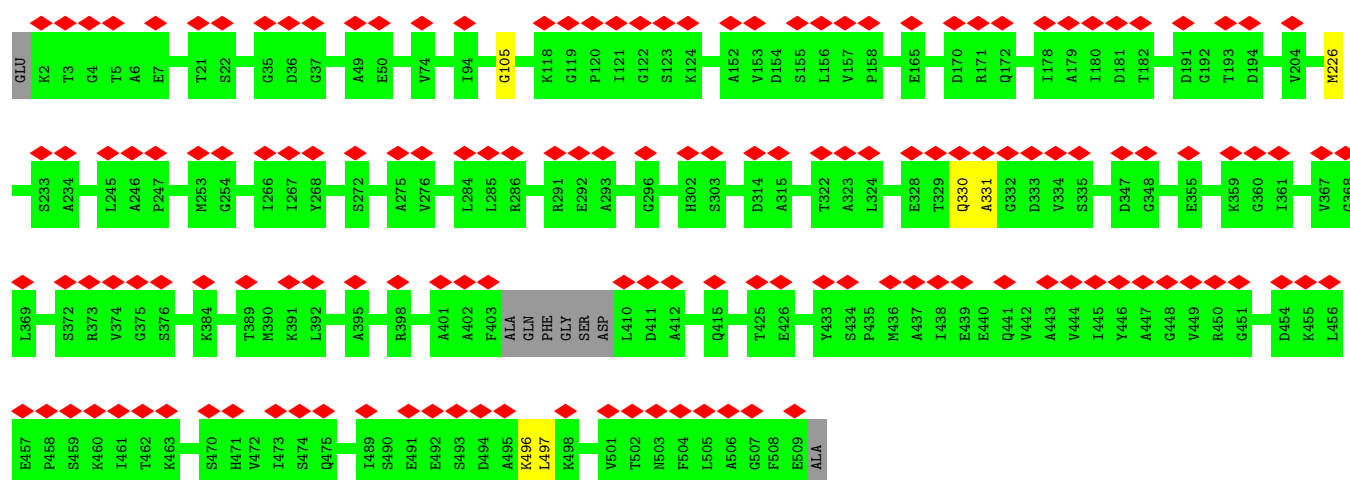 GLU K2 T3 G4 T5 A6 E7 T21 S22 G35 D36 G37 A49 E50 V74 I94 G105 K118 G119 P120 I121 G122 S123 K124 A152 V153 D154 S155 L156 V157 P158 E165 D170 R171 Q172 I178 A179 I180 D181 T182 D191 G192 T193 D194 V204 M226
S233 A234 L245 A246 P247 M253 G254 I266 I267 Y268 S272 A275 V276 L284 L285 R286 R291 E292 A293 G296 H302 S303 D314 A315 T322 A323 L324 E328 T329 Q330 A331 G332 D333 V334 S335 D347 G348 E355 K359 G360 I361 V367 G368
L369 S372 R373 V374 G375 S376 K384 T389 M390 K391 L392 A395 R398 A401 A402 F403 ALA GLN PHE GLY SER ASP L410 D411 A412 Q415 T425 E426 Y433 S434 P435 M436 A437 I438 E439 E440 Q441 V442 A443 V444 I445 Y446 A447 G448 V449 R450 G451 D454 K455 L456
E457 P458 S459 K460 I461 T462 K463 S470 H471 V472 I473 S474 Q475 I489 S490 E491 E492 S493 D494 A495 K496 L497 K498 V501 T502 N503 F504 L505 A506 G507 F508 E509 ALA